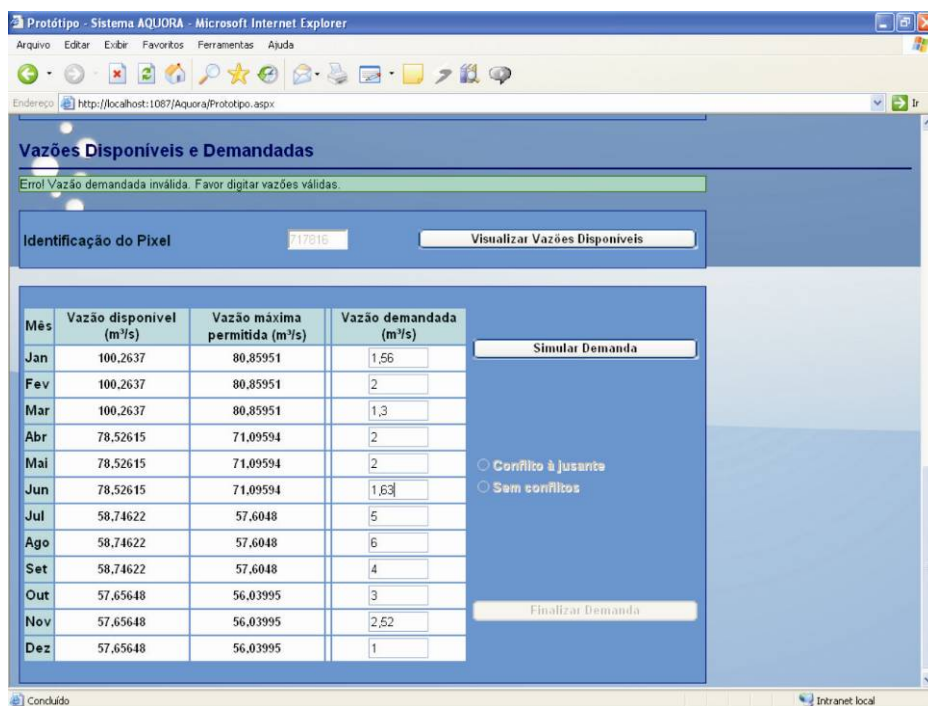 Protótipo - Sistema AQUORA - Microsoft Internet Explorer
Arquivo Editar Exibir Favoritos Ferramentas Ajuda
Endereço http://localhost:1087/Aquora/Prototipo.aspx Ir
Vazões Disponíveis e Demandadas
Erro! Vazão demandada inválida. Favor digitar vazões válidas.
Identificação do Pixel 717816 Visualizar Vazões Disponíveis
Mês Vazão disponível (m³/s) Vazão máxima permitida (m³/s) Vazão demandada (m³/s)
Simular Demanda
Jan 100,2637 80,85951 1,56
Fev 100,2637 80,85951 2
Mar 100,2637 80,85951 1,3
Abr 78,52615 71,09594 2
Mai 78,52615 71,09594 2 Conflito à jusante
Jun 78,52615 71,09594 1,63 Sem conflitos
Jul 58,74622 57,6048 5
Ago 58,74622 57,6048 6
Set 58,74622 57,6048 4
Out 57,65648 56,03995 3 Finalizar Demanda
Nov 57,65648 56,03995 2,52
Dez 57,65648 56,03995 1
Concluído Intranet local